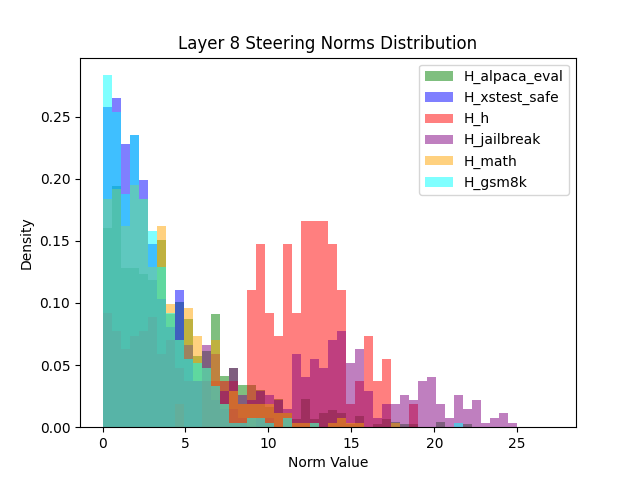 Layer 8 Steering Norms Distribution
H_alpaca_eval
H_xstest_safe
H_h
H_jailbreak
H_math
H_gsm8k
Density
0.25
0.20
0.15
0.10
0.05
0.00
0 5 10 15 20 25
Norm Value